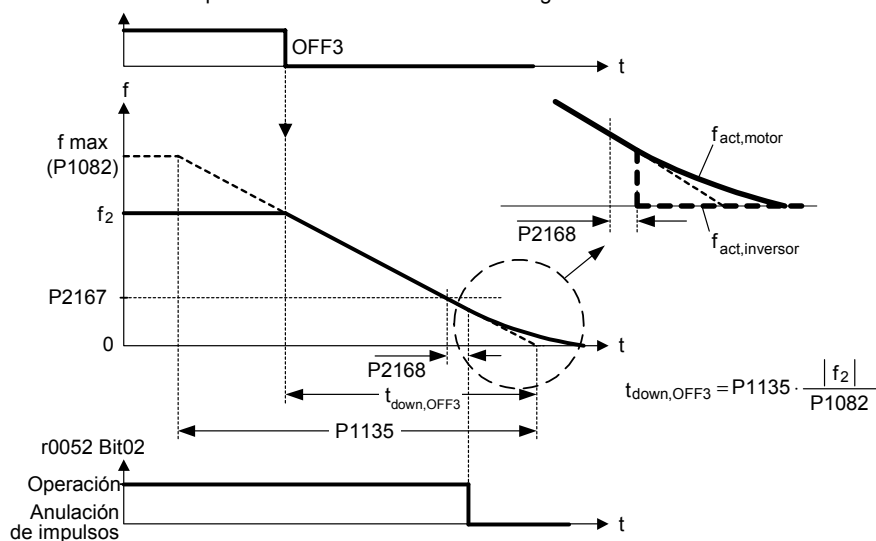 OFF3
t
f
f max
(P1082)
f2
P2167
0
P2168
t
tdown,OFF3
P1135
fact,motor
P2168
fact,inversor
tdown,OFF3 = P1135 · |f2| / P1082
r0052 Bit02
Operación
Anulación
de impulsos
t